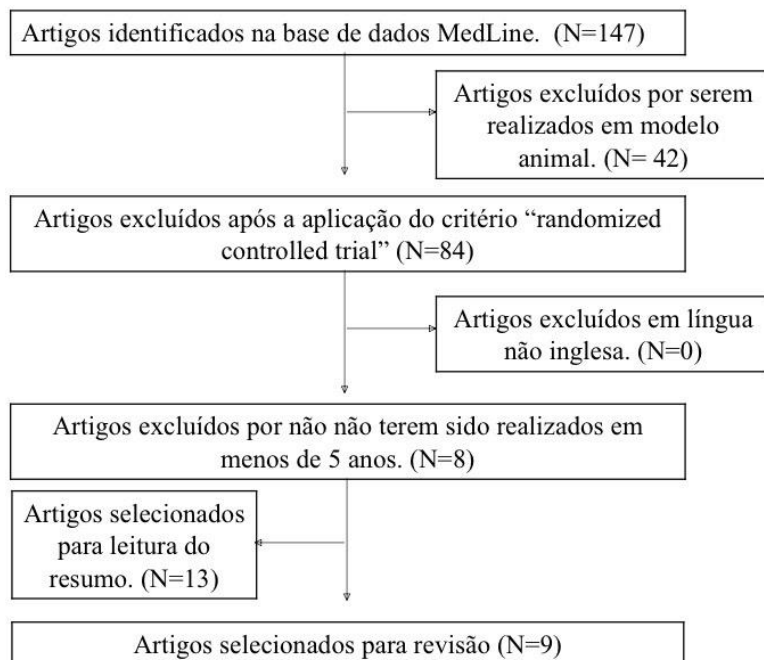 Artigos identificados na base de dados MedLine. (N=147)
Artigos excluídos por serem
realizados em modelo
animal. (N= 42)
Artigos excluídos após a aplicação do critério “randomized
controlled trial” (N=84)
Artigos excluídos em língua
não inglesa. (N=0)
Artigos excluídos por não não terem sido realizados em
menos de 5 anos. (N=8)
Artigos selecionados
para leitura do
resumo. (N=13)
Artigos selecionados para revisão (N=9)